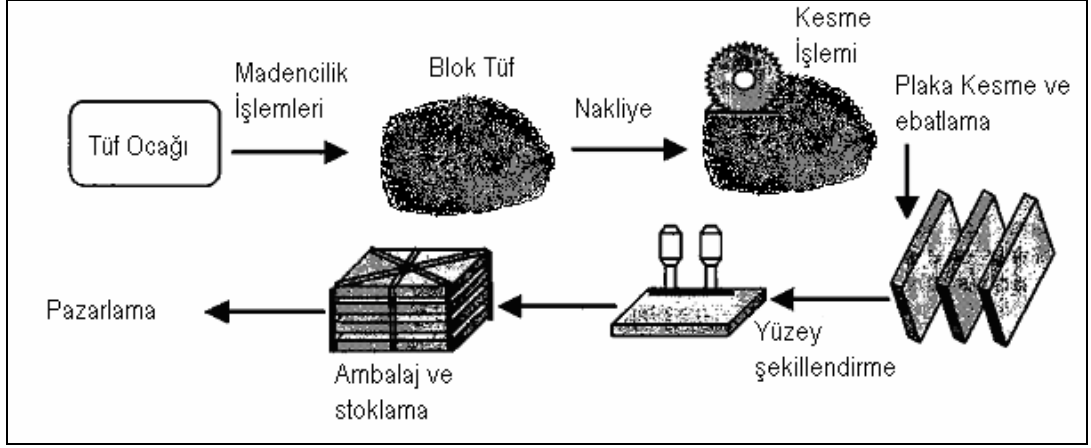 Tüf Ocağı
Madencilik
İşlemleri
Blok Tüf
Nakliye
Kesme
İşlemi
Plaka Kesme ve
ebatlama
Yüzey
şekillendirme
Ambalaj ve
stoklama
Pazarlama